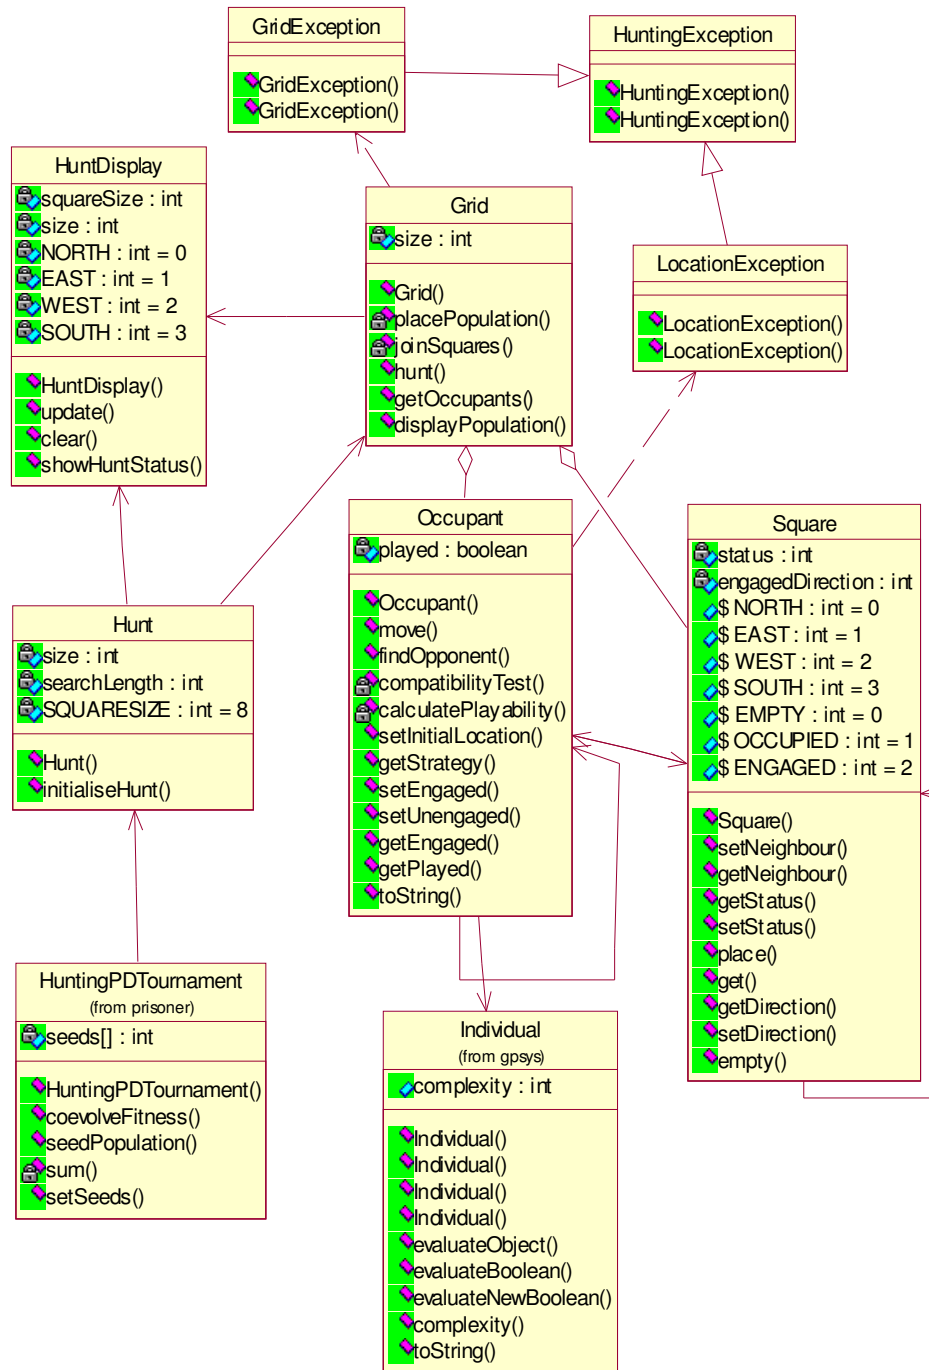 GridException
GridException()
GridException()
HuntingException
HuntingException()
HuntingException()
HuntDisplay
squareSize : int
size : int
NORTH : int = 0
EAST : int = 1
WEST : int = 2
SOUTH : int = 3
HuntDisplay()
update()
clear()
showHuntStatus()
Grid
size : int
Grid()
placePopulation()
joinSquares()
hunt()
getOccupants()
displayPopulation()
LocationException
LocationException()
LocationException()
Occupant
played : boolean
Occupant()
move()
findOpponent()
compatibilityTest()
calculatePlayability()
setInitialLocation()
getStrategy()
setEngaged()
setUnengaged()
getEngaged()
getPlayed()
toString()
Square
status : int
engagedDirection : int
$ NORTH : int = 0
$ EAST : int = 1
$ WEST : int = 2
$ SOUTH : int = 3
$ EMPTY : int = 0
$ OCCUPIED : int = 1
$ ENGAGED : int = 2
Square()
setNeighbour()
getNeighbour()
getStatus()
setStatus()
place()
get()
getDirection()
setDirection()
empty()
Hunt
size : int
searchLength : int
SQUARESIZE : int = 8
Hunt()
initialiseHunt()
HuntingPDTournament
(from prisoner)
seeds[] : int
HuntingPDTournament()
coevolveFitness()
seedPopulation()
sum()
setSeeds()
Individual
(from gpsys)
complexity : int
Individual()
Individual()
Individual()
Individual()
evaluateObject()
evaluateBoolean()
evaluateNewBoolean()
complexity()
toString()